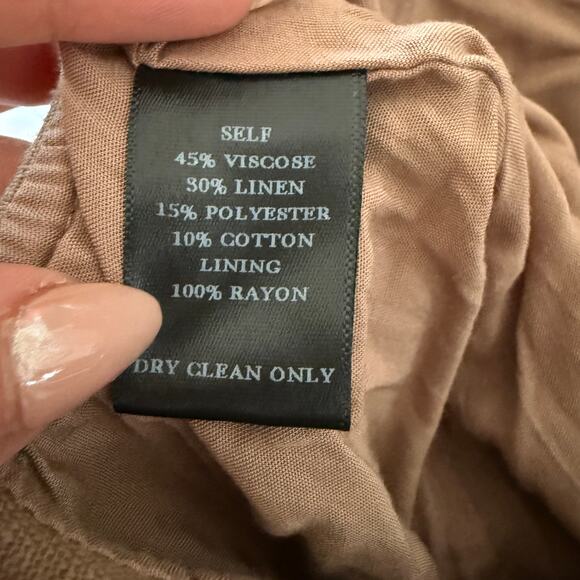 SELF
45% VISCOSE
30% LINEN
15% POLYESTER
10% COTTON
LINING
100% RAYON
DRY CLEAN ONLY